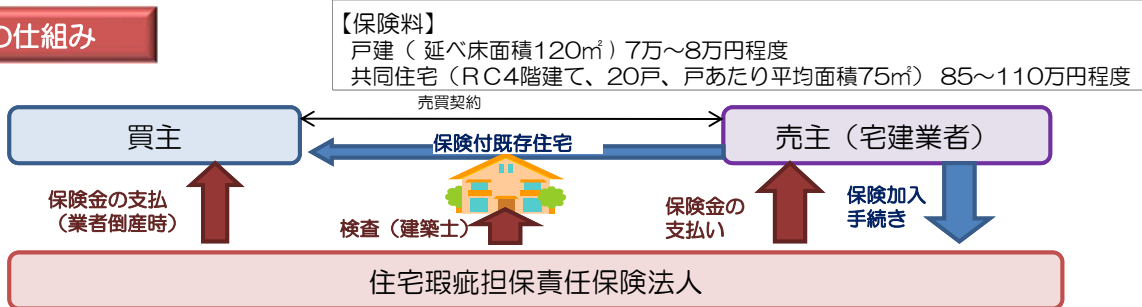 の仕組み
【保険料】
戸建（ 延べ床面積120㎡ ) 7万～8万円程度
共同住宅（ＲＣ4階建て、20戸、戸あたり平均面積75㎡） 85～110万円程度
売買契約
買主
保険付既存住宅
売主（宅建業者）
保険金の支払
（業者倒産時）
検査（建築士）
保険金の
支払い
保険加入
手続き
住宅瑕疵担保責任保険法人